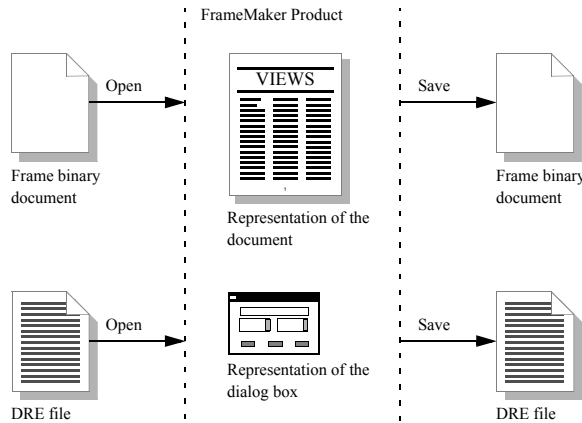 FrameMaker Product
Open
VIEWS
Save
Frame binary
document
Representation of the
document
1
Frame binary
document
Open
Save
DRE file
Representation of the
dialog box
DRE file